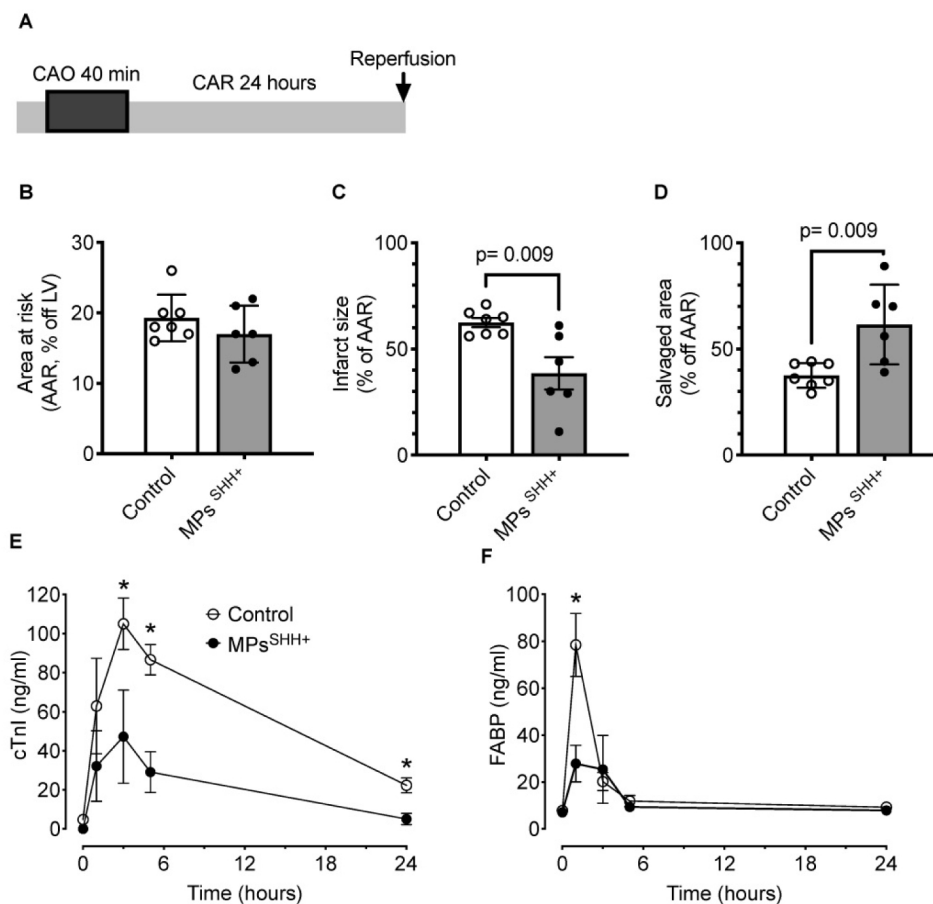 A
CAO 40 min
CAR 24 hours
Reperfusion
B
Area at risk
(AAR, % off LV)
30
20
10
0
Control
MPs SHH+
C
Infarct size
(% of AAR)
100
50
0
p= 0.009
Control
MPs SHH+
D
Salvaged area
(% off AAR)
100
50
0
p= 0.009
Control
MPs SHH+
E
cTnI (ng/ml)
120
100
80
60
40
20
0
*
*
*
Control
MPsSHH+
0
6
12
18
24
Time (hours)
F
FABP (ng/ml)
100
80
60
40
20
0
*
0
6
12
18
24
Time (hours)